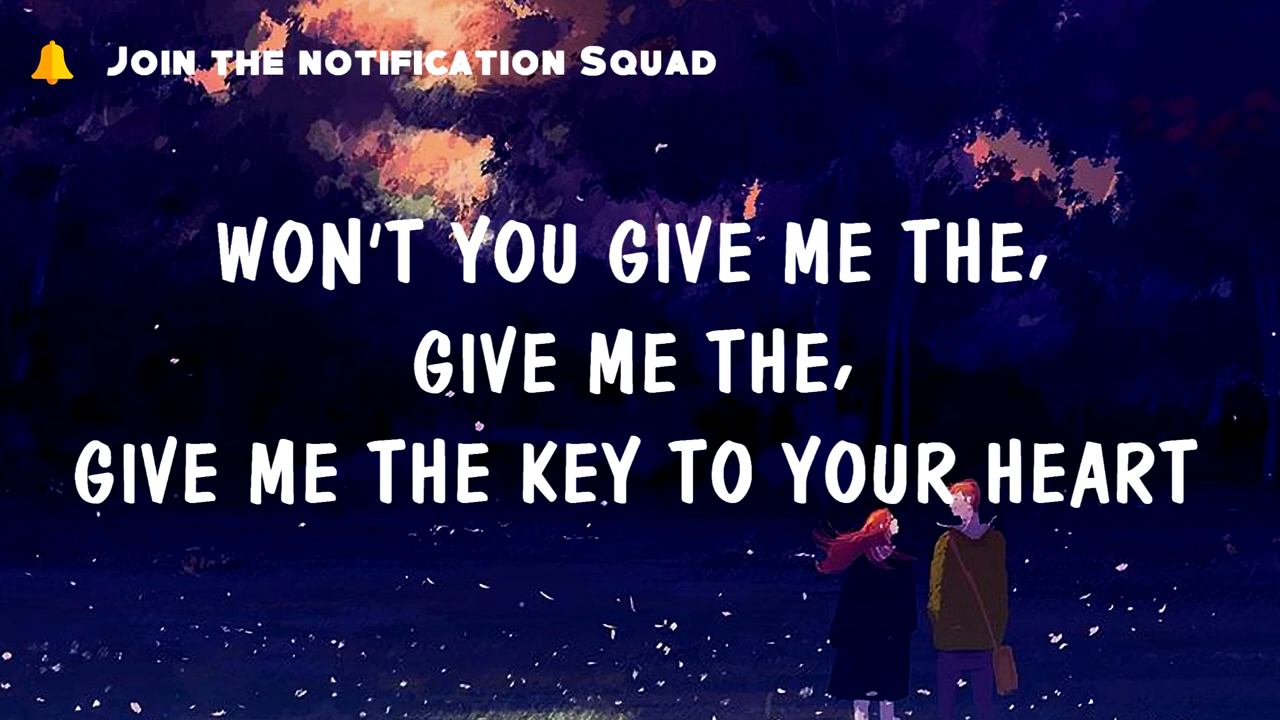 Join the notification Squad
WON'T YOU GIVE ME THE,
GIVE ME THE,
GIVE ME THE KEY TO YOUR HEART